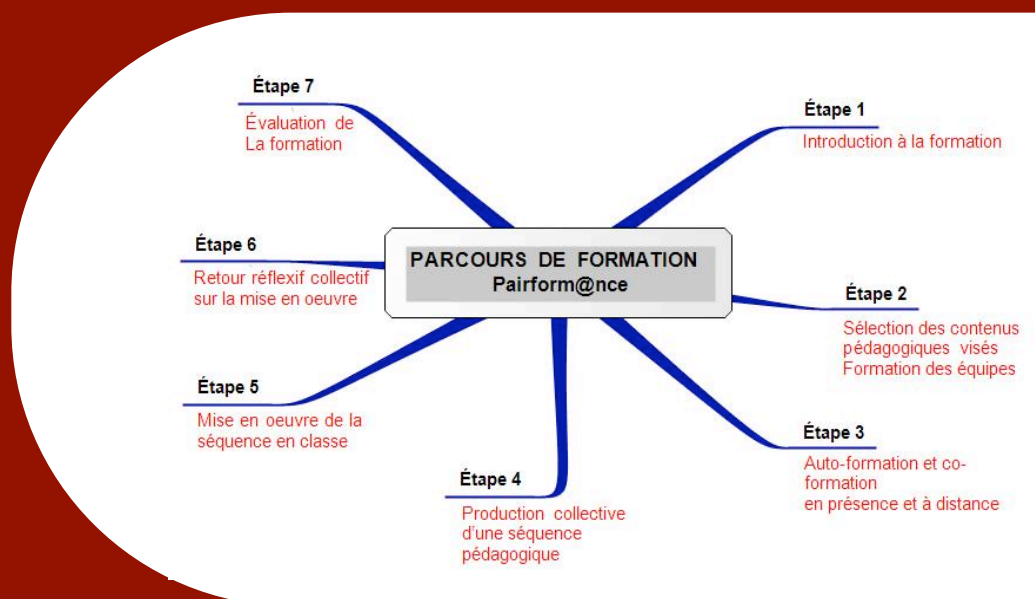 PARCOURS DE FORMATION
Pairform@nce
Étape 1
Introduction à la formation
Étape 2
Sélection des contenus
pédagogiques visés
Formation des équipes
Étape 3
Auto-formation et co-
formation
en présence et à distance
Étape 4
Production collective
d'une séquence
pédagogique
Étape 5
Mise en oeuvre de la
séquence en classe
Étape 6
Retour réflexif collectif
sur la mise en oeuvre
Étape 7
Évaluation de
La formation